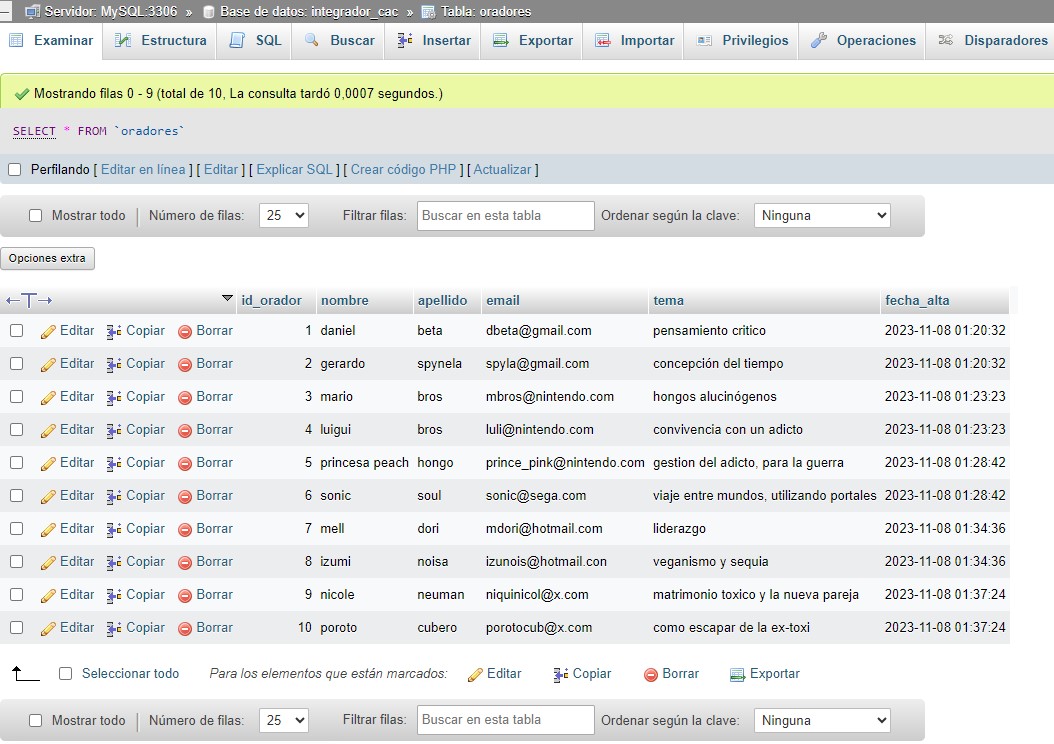 Servidor: MySQL:3306 » Base de datos: integrador_cac » Tabla: oradores
Examinar Estructura SQL Buscar Insertar Exportar Importar Privilegios Operaciones Disparadores
Mostrando filas 0 - 9 (total de 10, La consulta tardó 0,0007 segundos.)
SELECT * FROM `oradores`
Perfilando [ Editar en línea ] [ Editar ] [ Explicar SQL ] [ Crear código PHP ] [ Actualizar ]
Mostrar todo | Número de filas: 25 Filtrar filas: Buscar en esta tabla Ordenar según la clave: Ninguna
Opciones extra
←T→ id_orador nombre apellido email tema fecha_alta
Editar Copiar Borrar 1 daniel beta dbeta@gmail.com pensamiento critico 2023-11-08 01:20:32
Editar Copiar Borrar 2 gerardo spynela spyla@gmail.com concepción del tiempo 2023-11-08 01:20:32
Editar Copiar Borrar 3 mario bros mbros@nintendo.com hongos alucinógenos 2023-11-08 01:23:23
Editar Copiar Borrar 4 luigui bros luli@nintendo.com convivencia con un adicto 2023-11-08 01:23:23
Editar Copiar Borrar 5 princesa peach hongo prince_pink@nintendo.com gestion del adicto, para la guerra 2023-11-08 01:28:42
Editar Copiar Borrar 6 sonic soul sonic@sega.com viaje entre mundos, utilizando portales 2023-11-08 01:28:42
Editar Copiar Borrar 7 mell dori mdori@hotmail.com liderazgo 2023-11-08 01:34:36
Editar Copiar Borrar 8 izumi noisa izunois@hotmail.con veganismo y sequia 2023-11-08 01:34:36
Editar Copiar Borrar 9 nicole neuman niquinicol@x.com matrimonio toxico y la nueva pareja 2023-11-08 01:37:24
Editar Copiar Borrar 10 poroto cubero porotocub@x.com como escapar de la ex-toxi 2023-11-08 01:37:24
Seleccionar todo Para los elementos que están marcados: Editar Copiar Borrar Exportar
Mostrar todo | Número de filas: 25 Filtrar filas: Buscar en esta tabla Ordenar según la clave: Ninguna